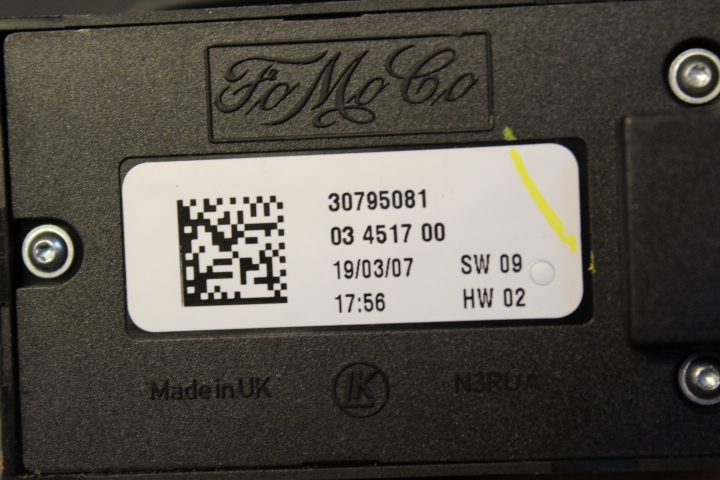 FoMoCo
30795081
03 4517 00
19/03/07 SW 09
17:56 HW 02
Made in UK